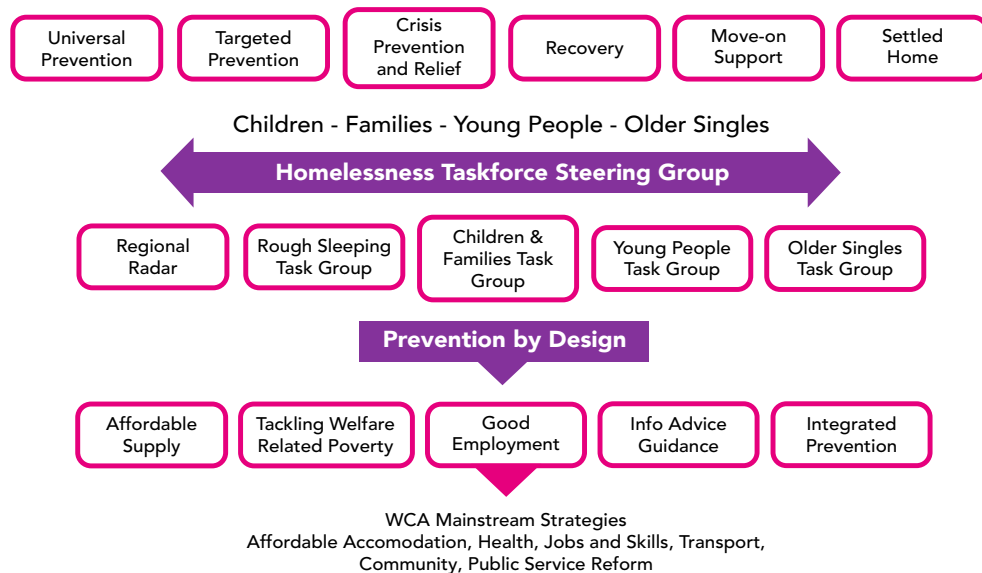 Universal
Prevention
Targeted
Prevention
Crisis
Prevention
and Relief
Recovery
Move-on
Support
Settled
Home
Children - Families - Young People - Older Singles
Homelessness Taskforce Steering Group
Regional
Radar
Rough Sleeping
Task Group
Children &
Families Task
Group
Young People
Task Group
Older Singles
Task Group
Prevention by Design
Affordable
Supply
Tackling Welfare
Related Poverty
Good
Employment
Info Advice
Guidance
Integrated
Prevention
WCA Mainstream Strategies
Affordable Accomodation, Health, Jobs and Skills, Transport,
Community, Public Service Reform